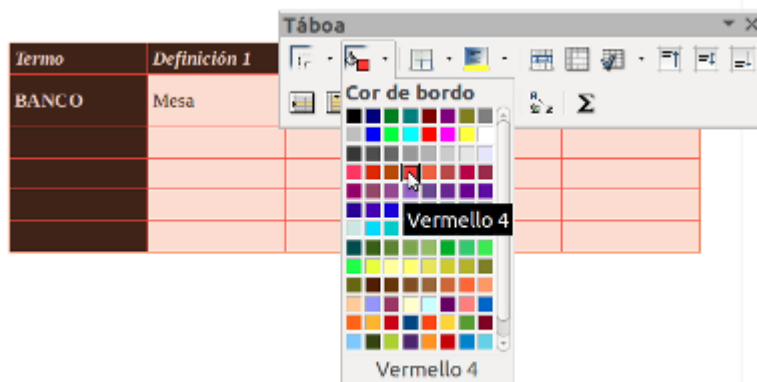 Táboa
Termo
Definición 1
BANCO
Mesa
Cor de bordo
Vermello 4
Vermello 4